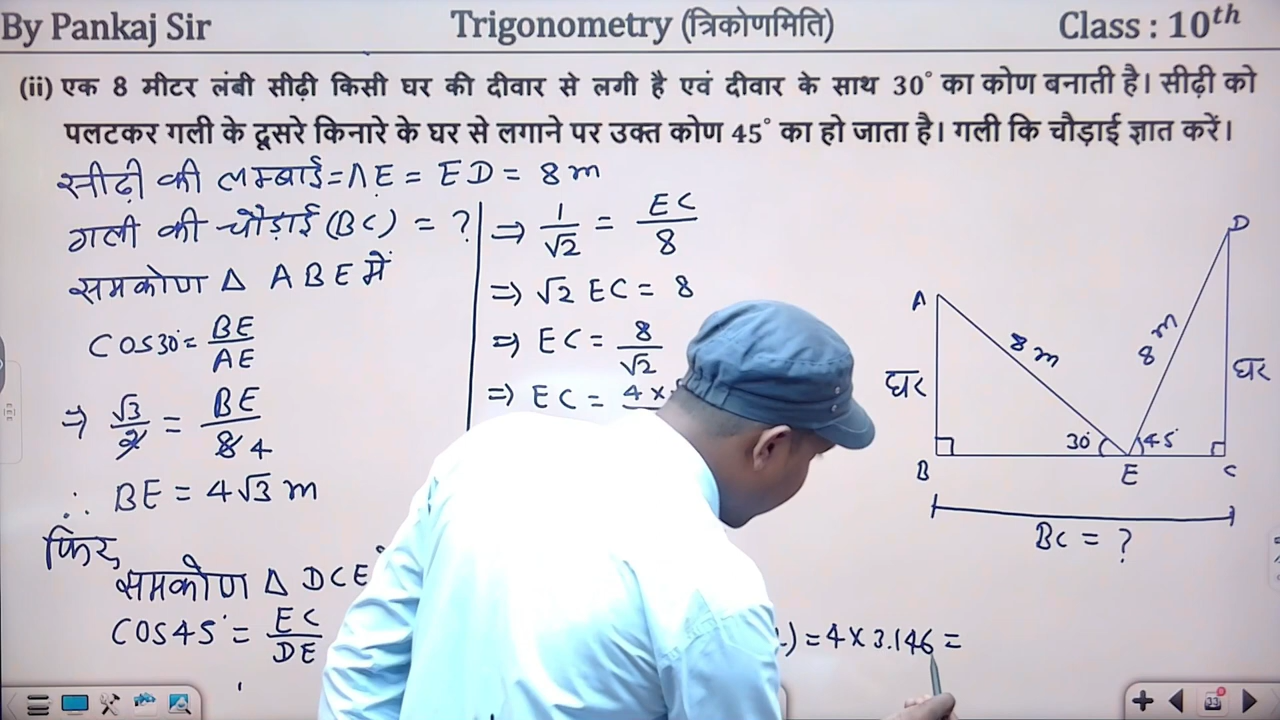 By Pankaj Sir
Trigonometry (त्रिकोणमिति)
Class : 10th
(ii) एक 8 मीटर लंबी सीढ़ी किसी घर की दीवार से लगी है एवं दीवार के साथ 30° का कोण बनाती है। सीढ़ी को
पलटकर गली के दूसरे किनारे के घर से लगाने पर उक्त कोण 45° का हो जाता है। गली कि चौड़ाई ज्ञात करें।
सीढ़ी की लम्बाई = AE = ED = 8 m
गली की चौड़ाई (BC) = ?
समकोण Δ ABE में
COS30° = BE/AE
⇒ √3/2 = BE/8 4
∴ BE = 4√3 m
फिर,
समकोण Δ DCE
COS45° = EC/DE
⇒ 1/√2 = EC/8
⇒ √2 EC = 8
⇒ EC = 8/√2
⇒ EC = 4 ×
) = 4 × 3.146 =
A
D
8 m
8 m
घर
घर
30°
45°
B
E
C
BC = ?
33